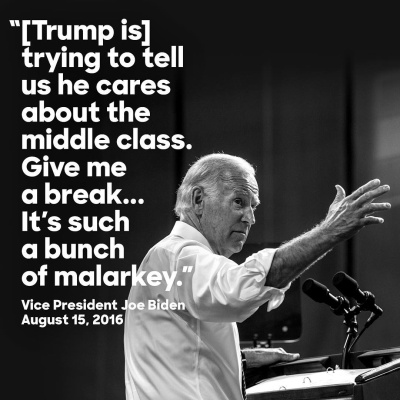 “[Trump is]
trying to tell
us he cares
about the
middle class.
Give me
a break...
It’s such
a bunch
of malarkey.”
Vice President Joe Biden
August 15, 2016